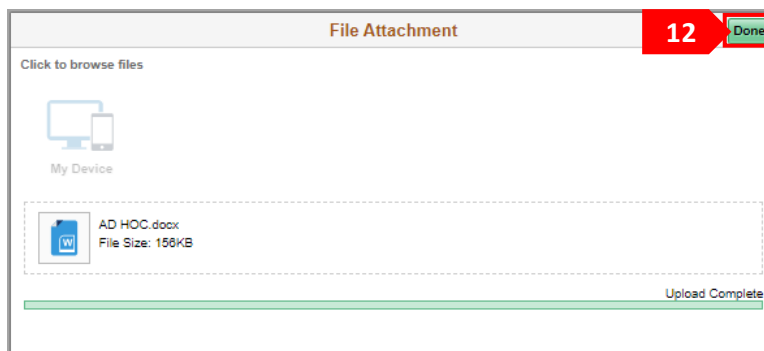 File Attachment
12
Done
Click to browse files
My Device
W
AD HOC.docx
File Size: 156KB
Upload Complete